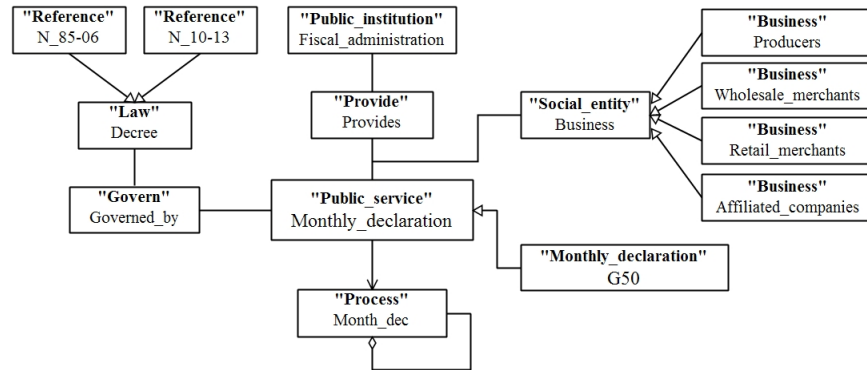 "Reference"
N_85-06
"Reference"
N_10-13
"Public_institution"
Fiscal_administration
"Business"
Producers
"Business"
Wholesale_merchants
"Law"
Decree
"Provide"
Provides
"Social_entity"
Business
"Business"
Retail_merchants
"Govern"
Governed_by
"Public_service"
Monthly_declaration
"Business"
Affiliated_companies
"Monthly_declaration"
G50
"Process"
Month_dec